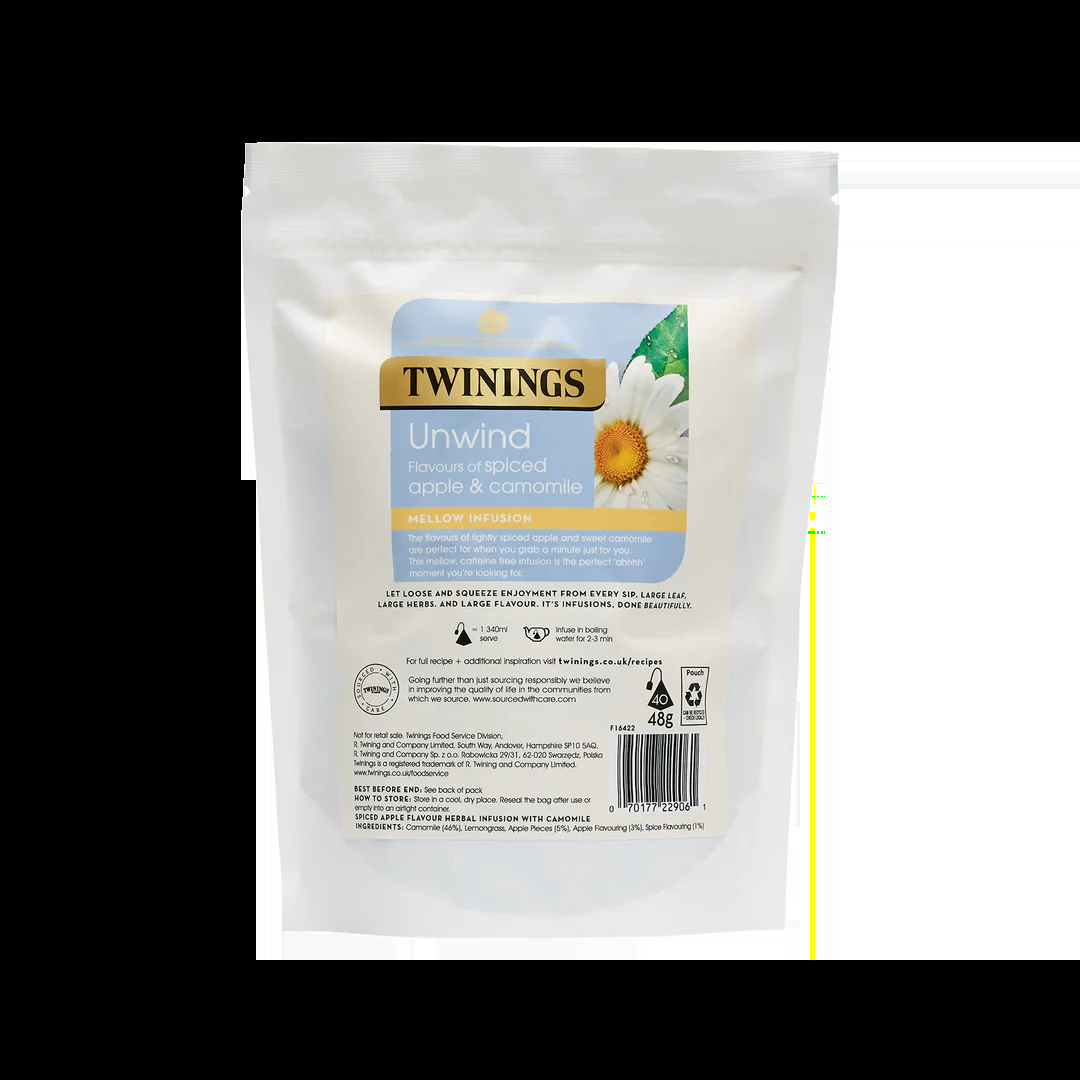 TWININGS
Unwind
Flavours of spiced
apple & camomile
MELLOW INFUSION
The flavours of lightly spiced apple and sweet camomile
are perfect for when you grab a minute just for you.
This mellow, caffeine free infusion is the perfect 'ahhhh'
moment you're looking for.
LET LOOSE AND SQUEEZE ENJOYMENT FROM EVERY SIP. LARGE LEAF,
LARGE HERBS. AND LARGE FLAVOUR. IT'S INFUSIONS, DONE BEAUTIFULLY.
= 1 340ml
serve
Infuse in boiling
water for 2-3 min
For full recipe + additional inspiration visit twinings.co.uk/recipes
SOURCED • WITH • CARE •
TWININGS
Going further than just sourcing responsibly we believe
in improving the quality of life in the communities from
which we source. www.sourcedwithcare.com
40
48g
Pouch
CAN BE RECYCLED
- CHECK LOCALLY
F16422
Not for retail sale. Twinings Food Service Division,
R. Twining and Company Limited. South Way, Andover, Hampshire SP10 5AQ.
R. Twining and Company Sp. z o.o. Rabowicka 29/31, 62-020 Swarzędz, Polska
Twinings is a registered trademark of R. Twining and Company Limited.
www.twinings.co.uk/foodservice
BEST BEFORE END: See back of pack
HOW TO STORE: Store in a cool, dry place. Reseal the bag after use or
empty into an airtight container.
0 70177 22906 1
SPICED APPLE FLAVOUR HERBAL INFUSION WITH CAMOMILE
INGREDIENTS: Camomile (46%), Lemongrass, Apple Pieces (5%), Apple Flavouring (3%), Spice Flavouring (1%)